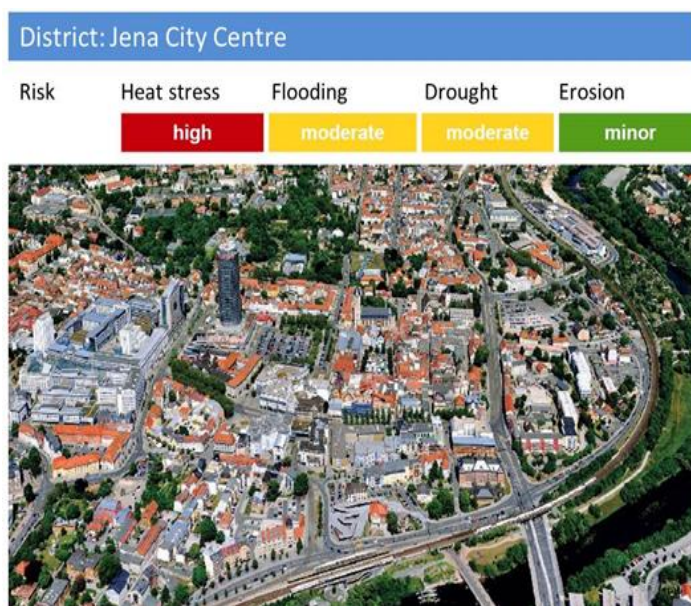 District: Jena City Centre
Risk Heat stress Flooding Drought Erosion
high moderate moderate minor